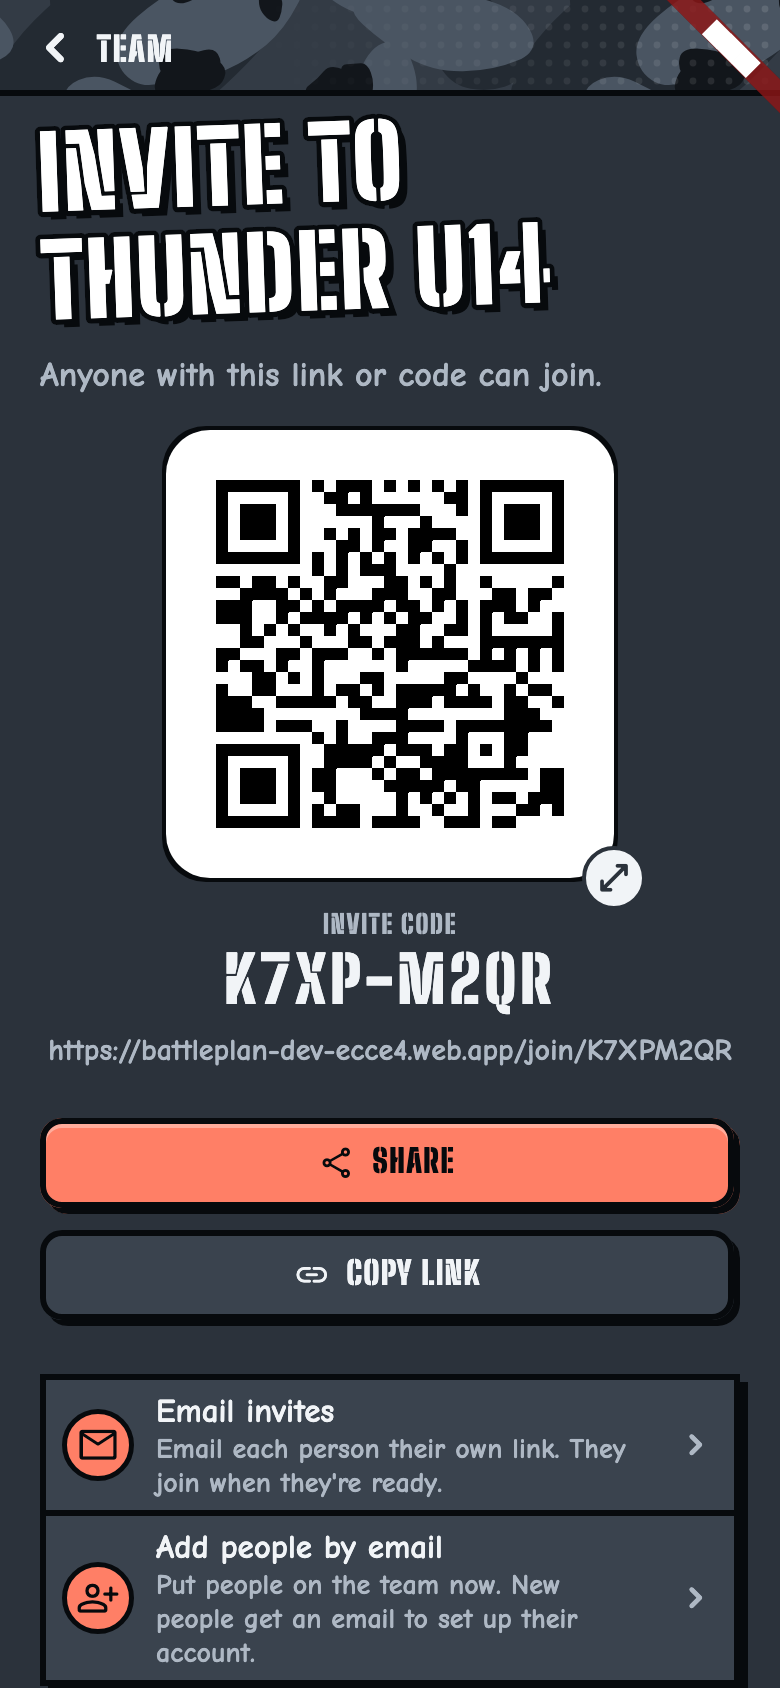 TEAM
INVITE TO
THUNDER U14
Anyone with this link or code can join.
INVITE CODE
K7XP-M2QR
https://battleplan-dev-ecce4.web.app/join/K7XPM2QR
SHARE
COPY LINK
Email invites
Email each person their own link. They
join when they're ready.
Add people by email
Put people on the team now. New
people get an email to set up their
account.